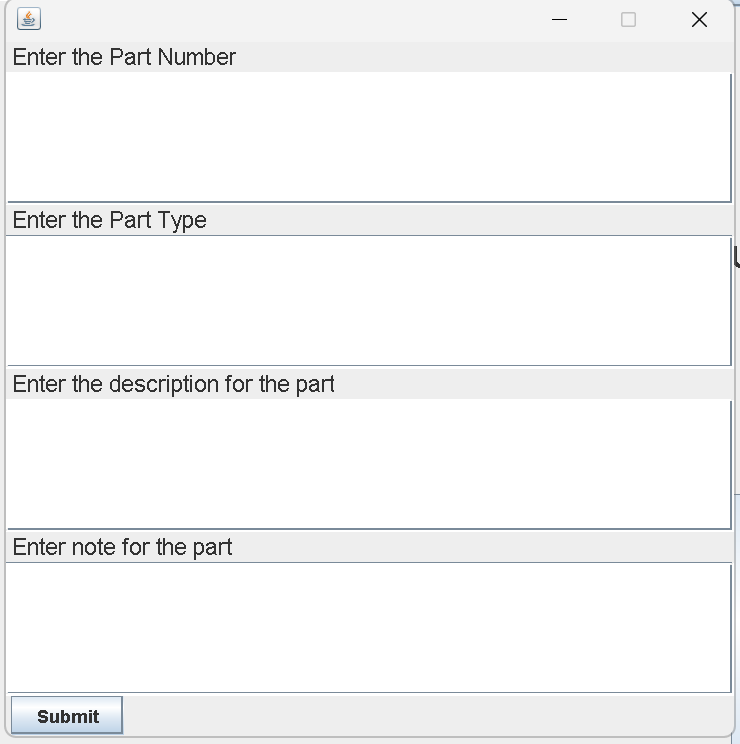 Enter the Part Number
Enter the Part Type
Enter the description for the part
Enter note for the part
Submit